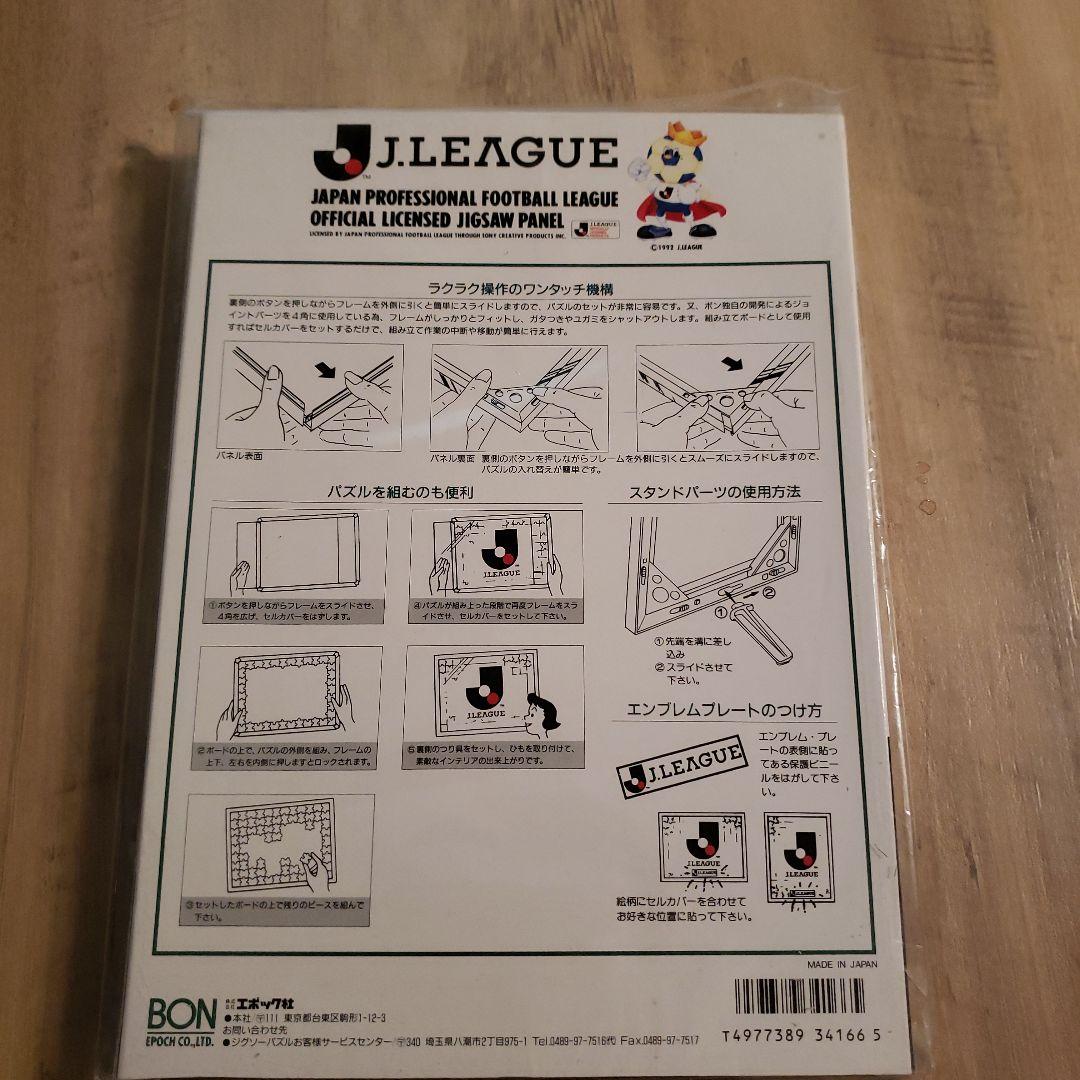 J.LEAGUE
TM
JAPAN PROFESSIONAL FOOTBALL LEAGUE
OFFICIAL LICENSED JIGSAW PANEL
LICENSED BY JAPAN PROFESSIONAL FOOTBALL LEAGUE THROUGH SONY CREATIVE PRODUCTS INC.
J.LEAGUE
©1992 J.LEAGUE
ラクラク操作のワンタッチ機構
裏側のボタンを押しながらフレームを外側に引くと簡単にスライドしますので、パズルのセットが非常に容易です。又、ボン独自の開発によるジョ
イントパーツを4角に使用している為、フレームがしっかりとフィットし、ガタつきやユガミをシャットアウトします。組み立てボードとして使用
すればセルカバーをセットするだけで、組み立て作業の中断や移動が簡単に行えます。
パネル表面
パネル裏面 裏側のボタンを押しながらフレームを外側に引くとスムーズにスライドしますので、
パズルの入れ替えが簡単です。
パズルを組むのも便利
①ボタンを押しながらフレームをスライドさせ、
4角を広げ、セルカバーをはずします。
②ボードの上で、パズルの外側を組み、フレームの
上下、左右を内側に押しますとロックされます。
③セットしたボードの上で残りのピースを組んで
下さい。
J.LEAGUE
④パズルが組み上った段階で再度フレームをスラ
イドさせ、セルカバーをセットして下さい。
J.LEAGUE
⑤裏側のつり具をセットし、ひもを取り付けて、
素敵なインテリアの出来上がりです。
スタンドパーツの使用方法
①
②
①先端を溝に差し
込み
②スライドさせて
下さい。
エンブレムプレートのつけ方
J.LEAGUE
エンブレム・プレ
ートの表側に貼っ
てある保護ビニー
ルをはがして下さ
い。
J.LEAGUE
J.LEAGUE
J.LEAGUE
絵柄にセルカバーを合わせて
お好きな位置に貼って下さい。
MADE IN JAPAN
BON
EPOCH CO.,LTD.
株式会社エポック社
●本社/〒111 東京都台東区駒形1-12-3
お問い合わせ先
●ジグソーパズルお客様サービスセンター/〒340 埼玉県八潮市2丁目975-1 Tel.0489-97-7516代 Fax.0489-97-7517
T4977389 34166 5